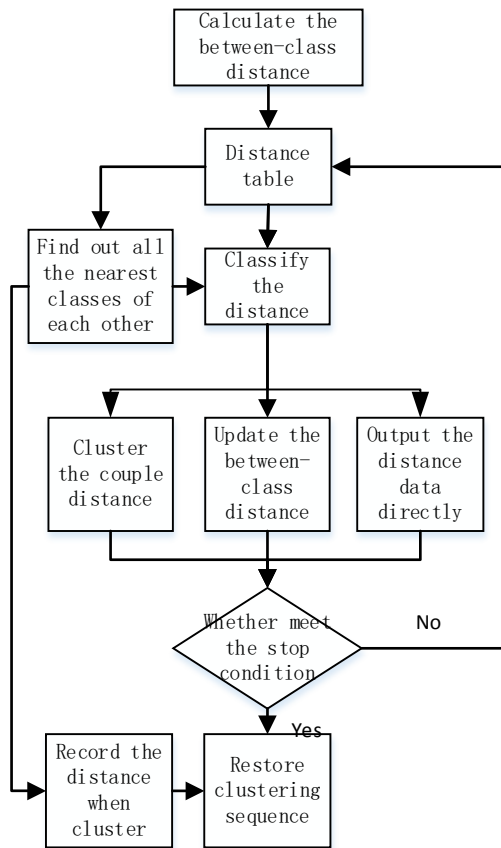 Calculate the
between-class
distance
Distance
table
Find out all
the nearest
classes of
each other
Classify
the
distance
Cluster
the couple
distance
Update the
between-
class
distance
Output the
distance
data
directly
Whether meet
the stop
condition
No
Yes
Record the
distance
when
cluster
Restore
clustering
sequence